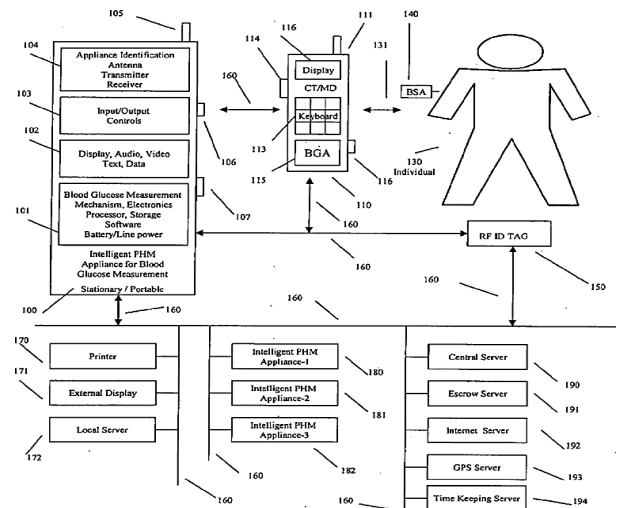 105
104
Appliance Identification
Antenna
Transmitter
Receiver
103
Input/Output
Controls
102
Display, Audio, Video
Text, Data
106
101
Blood Glucose Measurement
Mechanism, Electronics
Processor, Storage
Software
Battery/Line power
107
Intelligent PHM
Appliance for Blood
Glucose Measurement
100
Stationary / Portable
160
160
116
111
114
Display
CT/MD
Keyboard
113
BGA
115
116
110
160
160
131
140
BSA
130
Individual
RF ID TAG
150
160
160
170
Printer
171
External Display
172
Local Server
160
Intelligent PHM
Appliance-1
180
Intelligent PHM
Appliance-2
181
Intelligent PHM
Appliance-3
182
160
Central Server
190
Escrow Server
191
Internet Server
192
GPS Server
193
Time Keeping Server
194
160